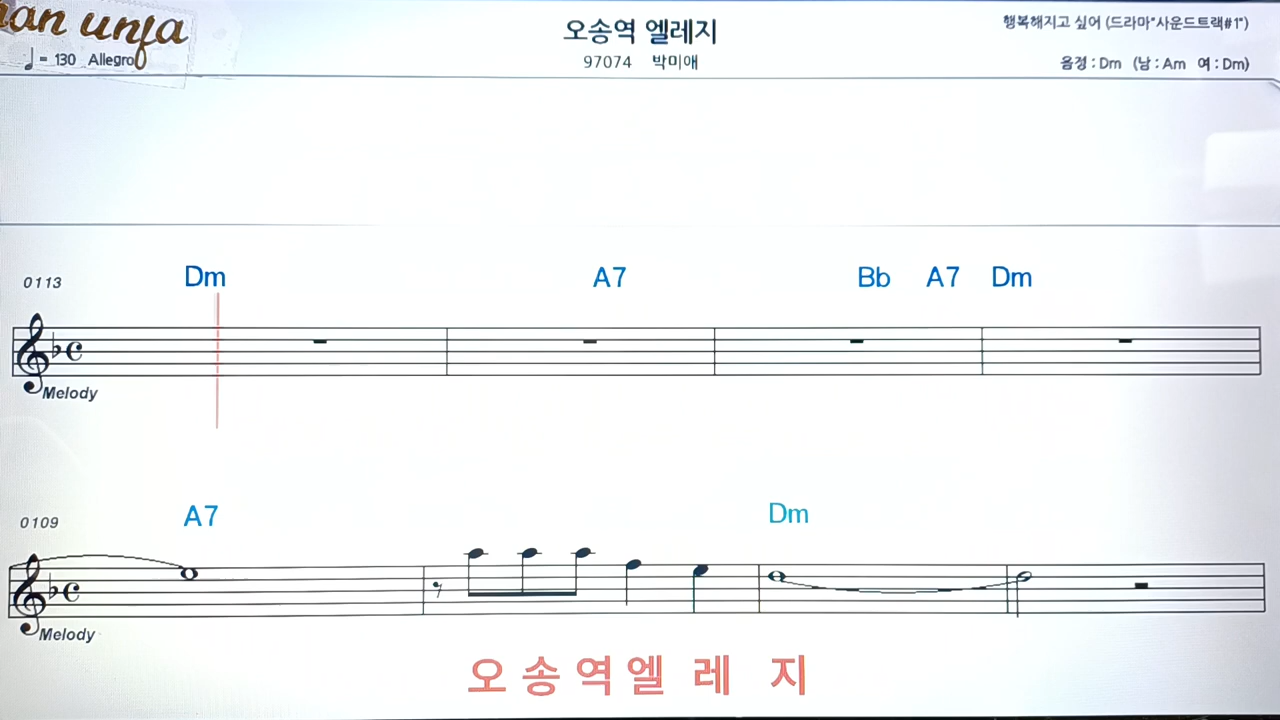 unja
오송역 엘레지
행복해지고 싶어 (드라마"사운드트랙#1")
♩ = 130 Allegro
97074 박미애
음정 : Dm (남 : Am 여 : Dm)
0113 Dm A7 Bb A7 Dm
Melody
0109 A7 Dm
Melody
오 송 역 엘 레 지